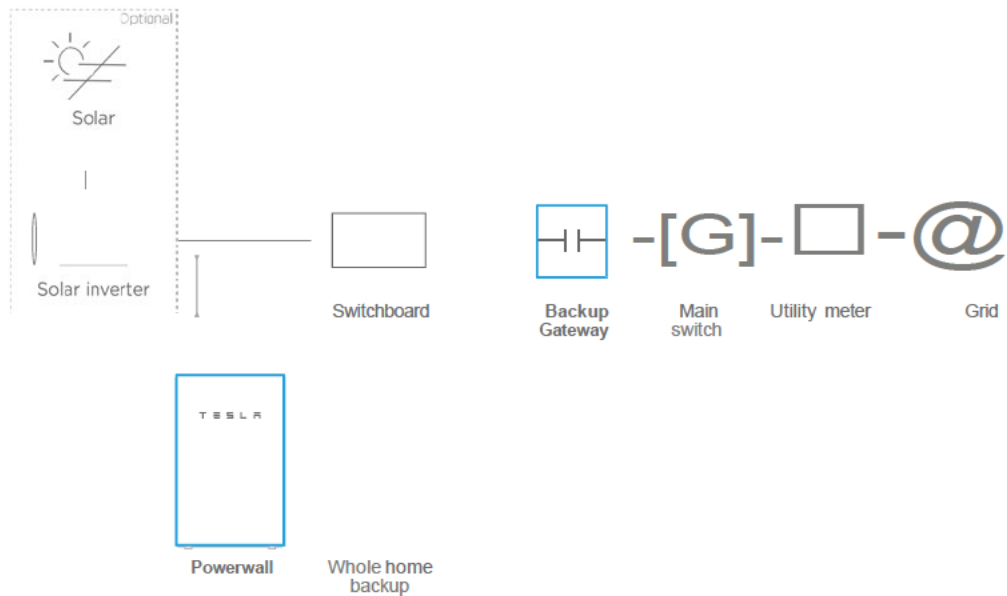 Optional
Solar
Solar inverter
Switchboard
Backup
Gateway
-[G]-
Main
switch
Utility meter
-@
Grid
TESLA
Powerwall
Whole home
backup